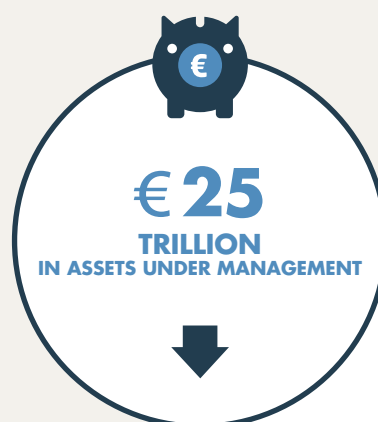 €
€ 25
TRILLION
IN ASSETS UNDER MANAGEMENT